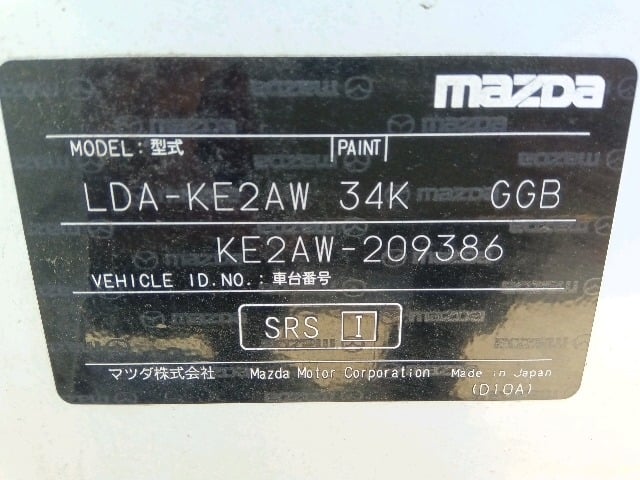 mazda
MODEL: 型式 PAINT
LDA-KE2AW 34K GGB
KE2AW-209386
VEHICLE ID.NO.: 車台番号
SRS I
マツダ株式会社 Mazda Motor Corporation Made in Japan
(D10A)